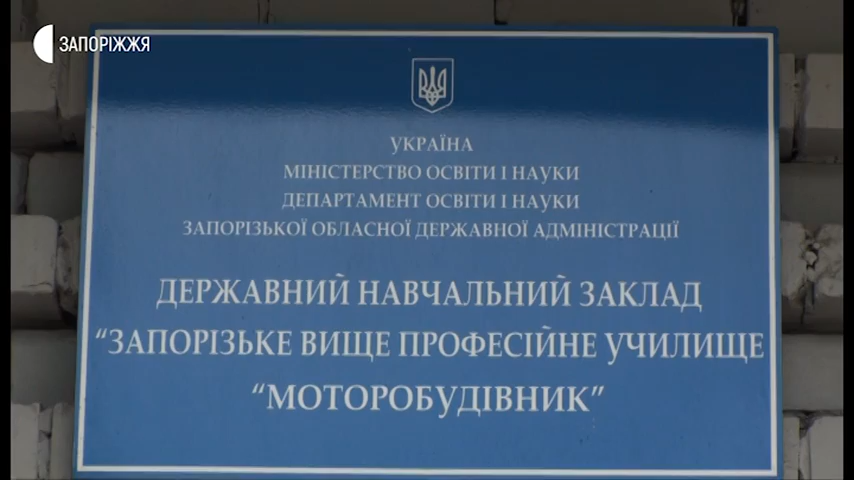 ЗАПОРІЖЖЯ
УКРАЇНА
МІНІСТЕРСТВО ОСВІТИ І НАУКИ
ДЕПАРТАМЕНТ ОСВІТИ І НАУКИ
ЗАПОРІЗЬКОЇ ОБЛАСНОЇ ДЕРЖАВНОЇ АДМІНІСТРАЦІЇ
ДЕРЖАВНИЙ НАВЧАЛЬНИЙ ЗАКЛАД
“ЗАПОРІЗЬКЕ ВИЩЕ ПРОФЕСІЙНЕ УЧИЛИЩЕ
“МОТОРОБУДІВНИК”